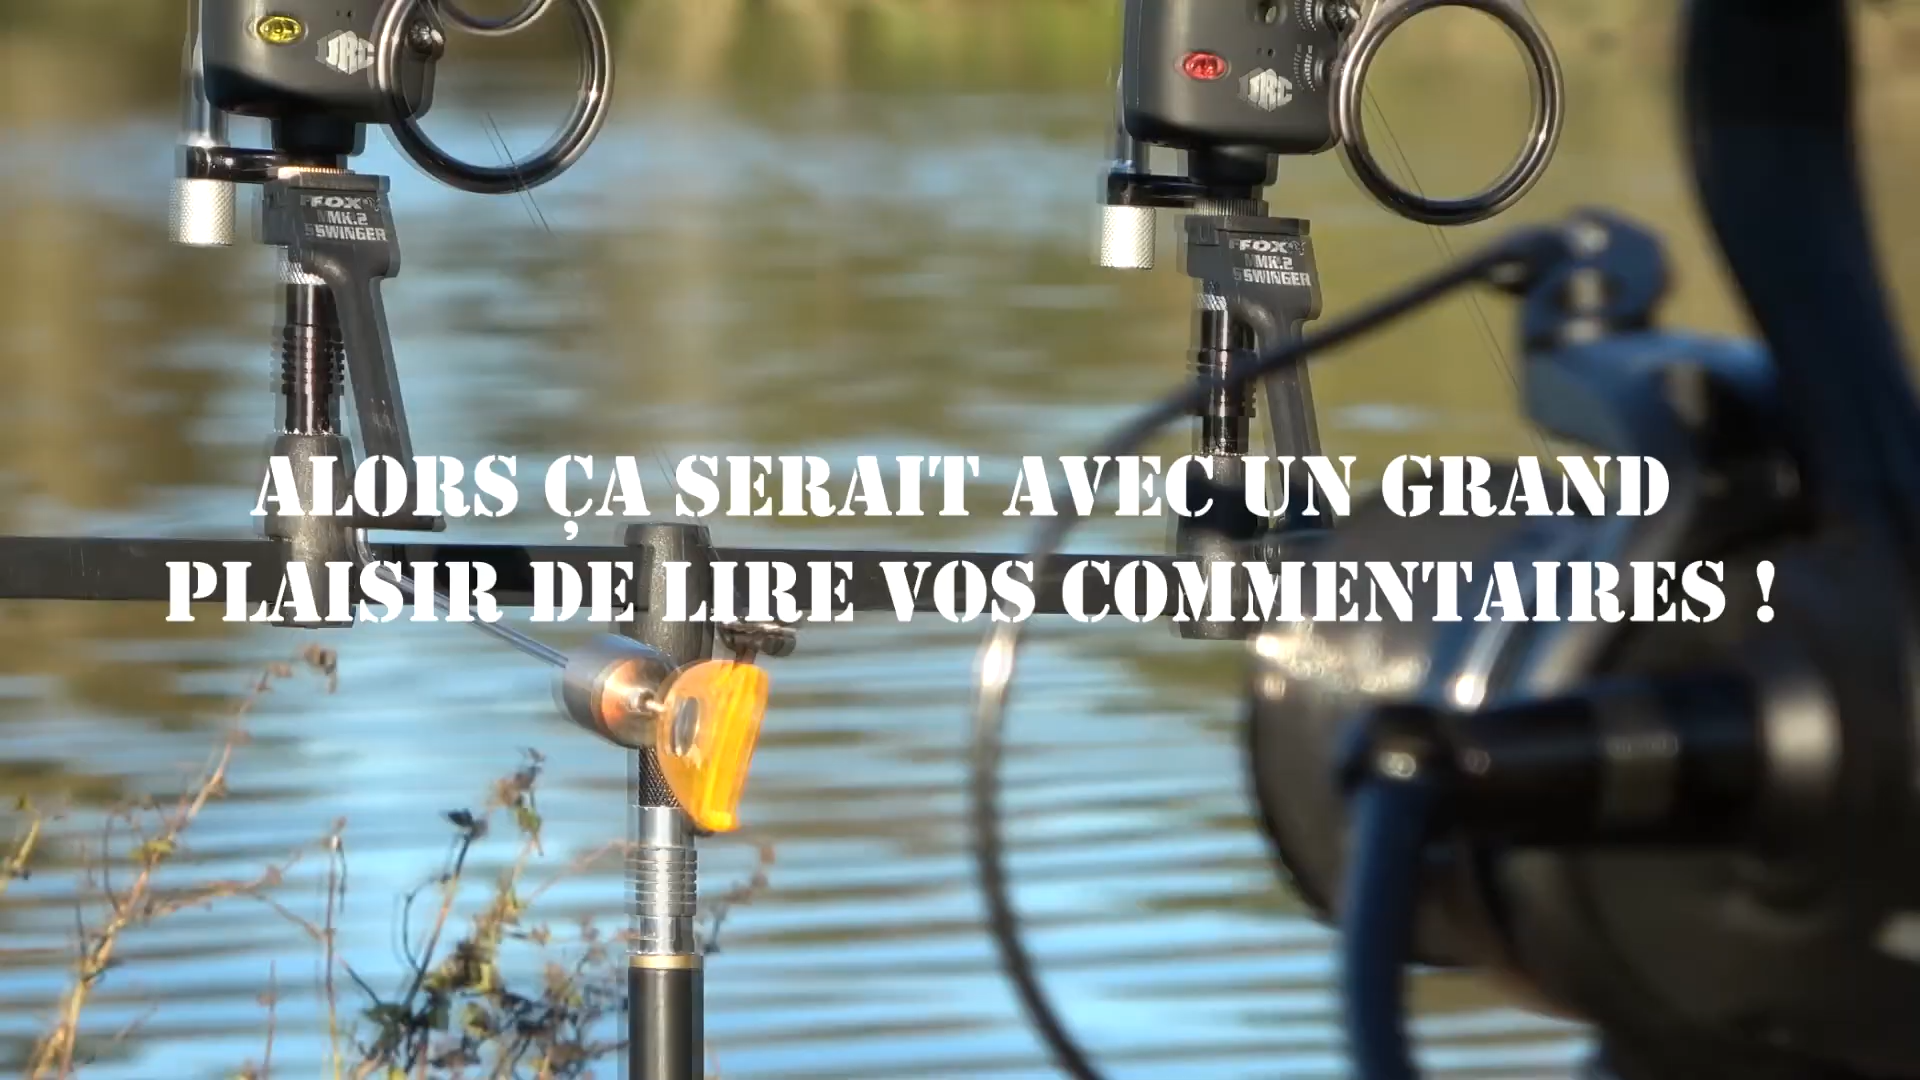 JRC
JRC
FOX
MK.2
SWINGER
FOX
MK.2
SWINGER
ALORS ÇA SERAIT AVEC UN GRAND
PLAISIR DE LIRE VOS COMMENTAIRES !